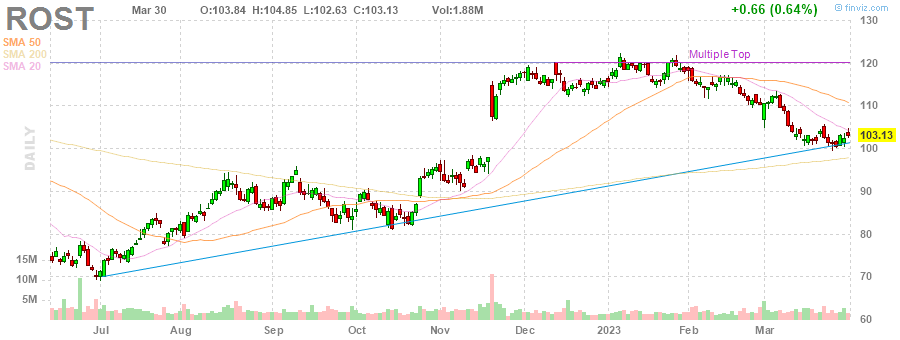 ROST Mar 30 O:103.84 H:104.85 L:102.63 C:103.13 Vol:1.88M +0.66 (0.64%) finviz.com
SMA 50
SMA 200
SMA 20
Multiple Top
DAILY
130
120
110
103.13
100
90
80
70
60
15M
10M
5M
Jul Aug Sep Oct Nov Dec 2023 Feb Mar